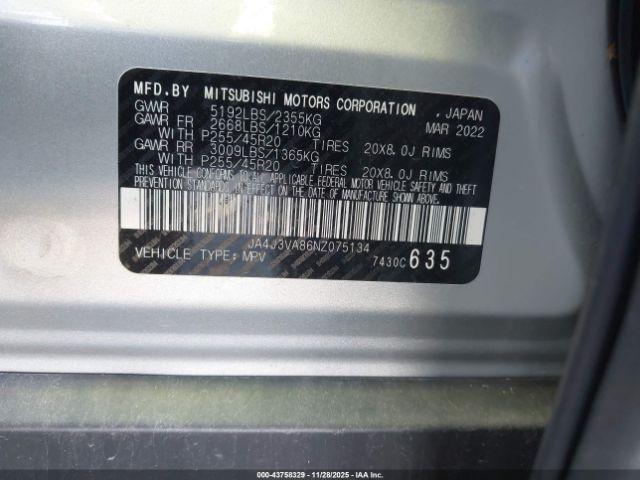 MFD.BY MITSUBISHI MOTORS CORPORATION , JAPAN
GVWR 5192LBS/2355KG MAR 2022
GAWR FR 2668LBS/1210KG
WITH P255/45R20 TIRES 20X8.0J RIMS
GAWR RR 3009LBS/1365KG
WITH P255/45R20 TIRES 20X8.0J RIMS
THIS VEHICLE CONFORMS TO ALL APPLICABLE FEDERAL MOTOR VEHICLE SAFETY AND THEFT
PREVENTION STANDARDS IN EFFECT ON THE DATE OF MANUFACTURE SHOWN ABOVE.
JA4J3VA86NZ075134
VEHICLE TYPE: MPV 7430C 635
00-43758329 | 11/28/2025 | IAA Inc.